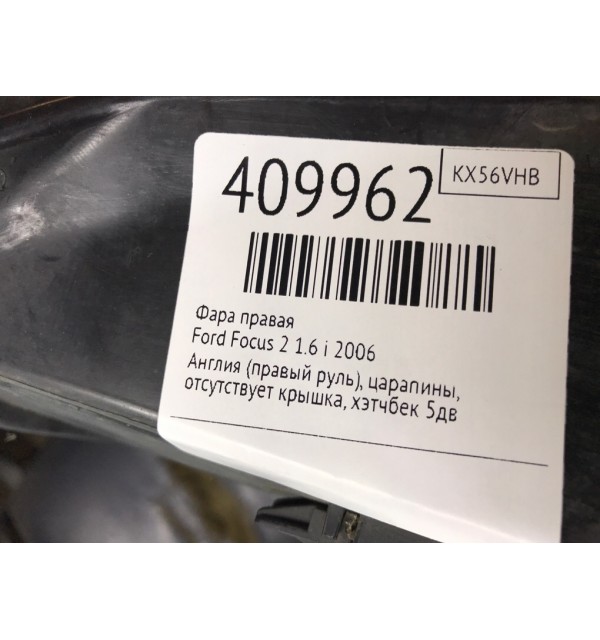 409962
KX56VHB
Фара правая
Ford Focus 2 1.6 i 2006
Англия (правый руль), царапины,
отсутствует крышка, хэтчбек 5дв